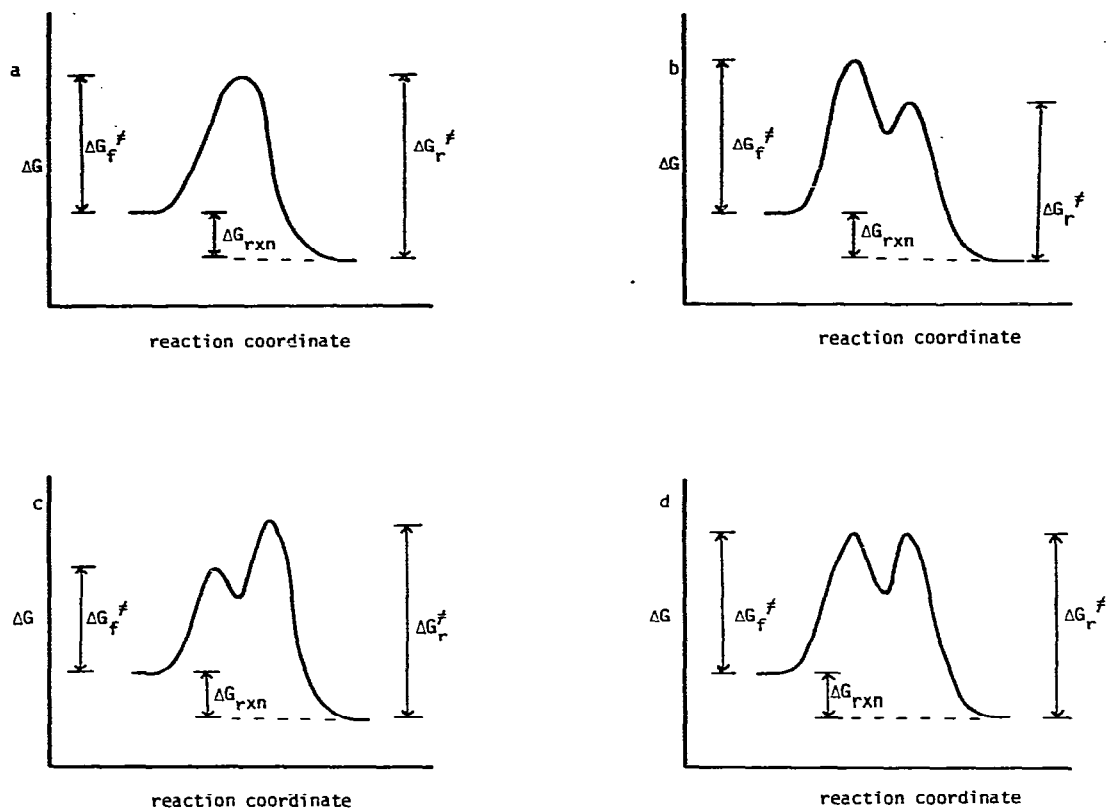 a
ΔG_f^≠
ΔG
ΔG_rxn
ΔG_r^≠
reaction coordinate
b
ΔG_f^≠
ΔG
ΔG_rxn
ΔG_r^≠
reaction coordinate
c
ΔG_f^≠
ΔG
ΔG_rxn
ΔG_r^≠
reaction coordinate
d
ΔG_f^≠
ΔG
ΔG_rxn
ΔG_r^≠
reaction coordinate